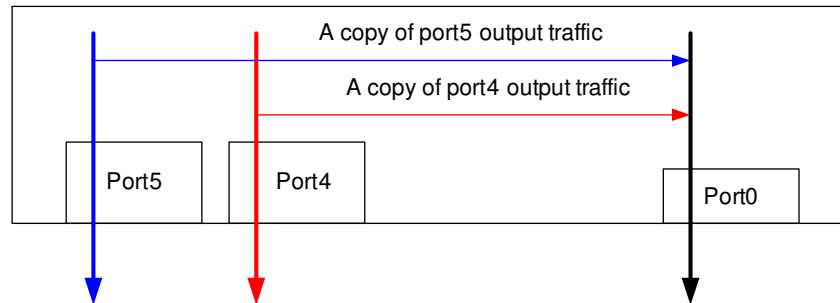 A copy of port5 output traffic
A copy of port4 output traffic
Port5
Port4
Port0